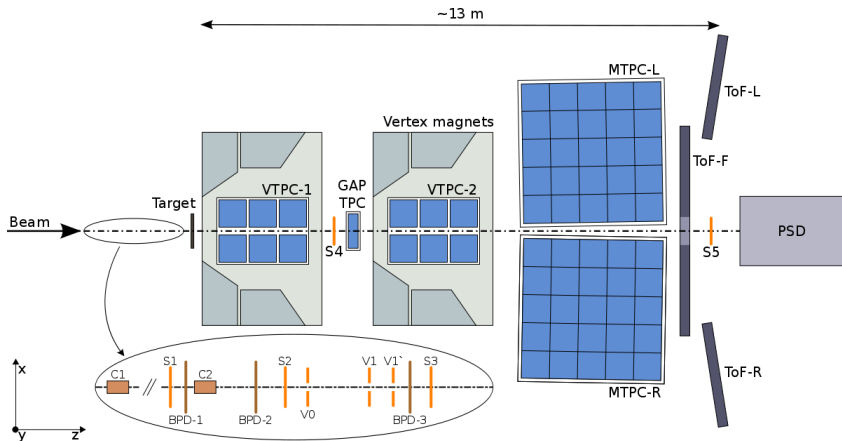 ~13 m
MTPC-L
ToF-L
Vertex magnets
ToF-F
GAP
TPC
VTPC-1
VTPC-2
Target
Beam
S4
S5
PSD
S1
C1
C2
S2
V1
V1`
S3
BPD-1
BPD-2
V0
BPD-3
MTPC-R
ToF-R
x
y
z